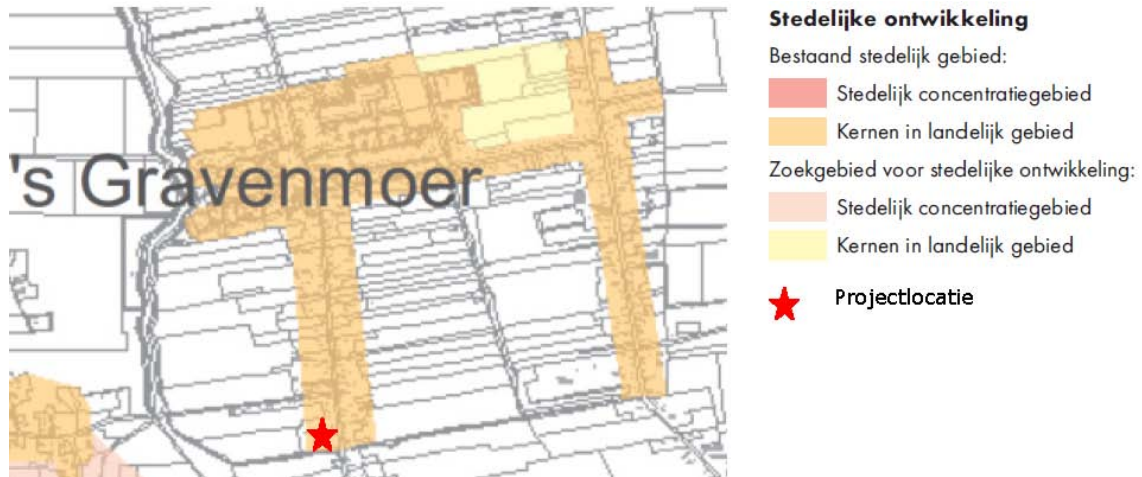 's Gravenmoer
Stedelijke ontwikkeling
Bestaand stedelijk gebied:
Stedelijk concentratiegebied
Kernen in landelijk gebied
Zoekgebied voor stedelijke ontwikkeling:
Stedelijk concentratiegebied
Kernen in landelijk gebied
Projectlocatie